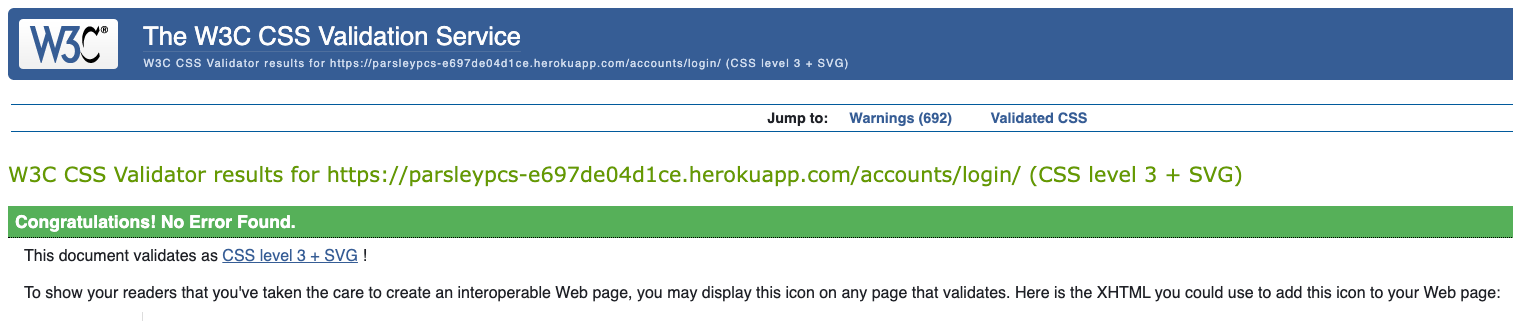 W3C® The W3C CSS Validation Service
W3C CSS Validator results for https://parsleypcs-e697de04d1ce.herokuapp.com/accounts/login/ (CSS level 3 + SVG)
Jump to: Warnings (692) Validated CSS
W3C CSS Validator results for https://parsleypcs-e697de04d1ce.herokuapp.com/accounts/login/ (CSS level 3 + SVG)
Congratulations! No Error Found.
This document validates as CSS level 3 + SVG !
To show your readers that you've taken the care to create an interoperable Web page, you may display this icon on any page that validates. Here is the XHTML you could use to add this icon to your Web page: